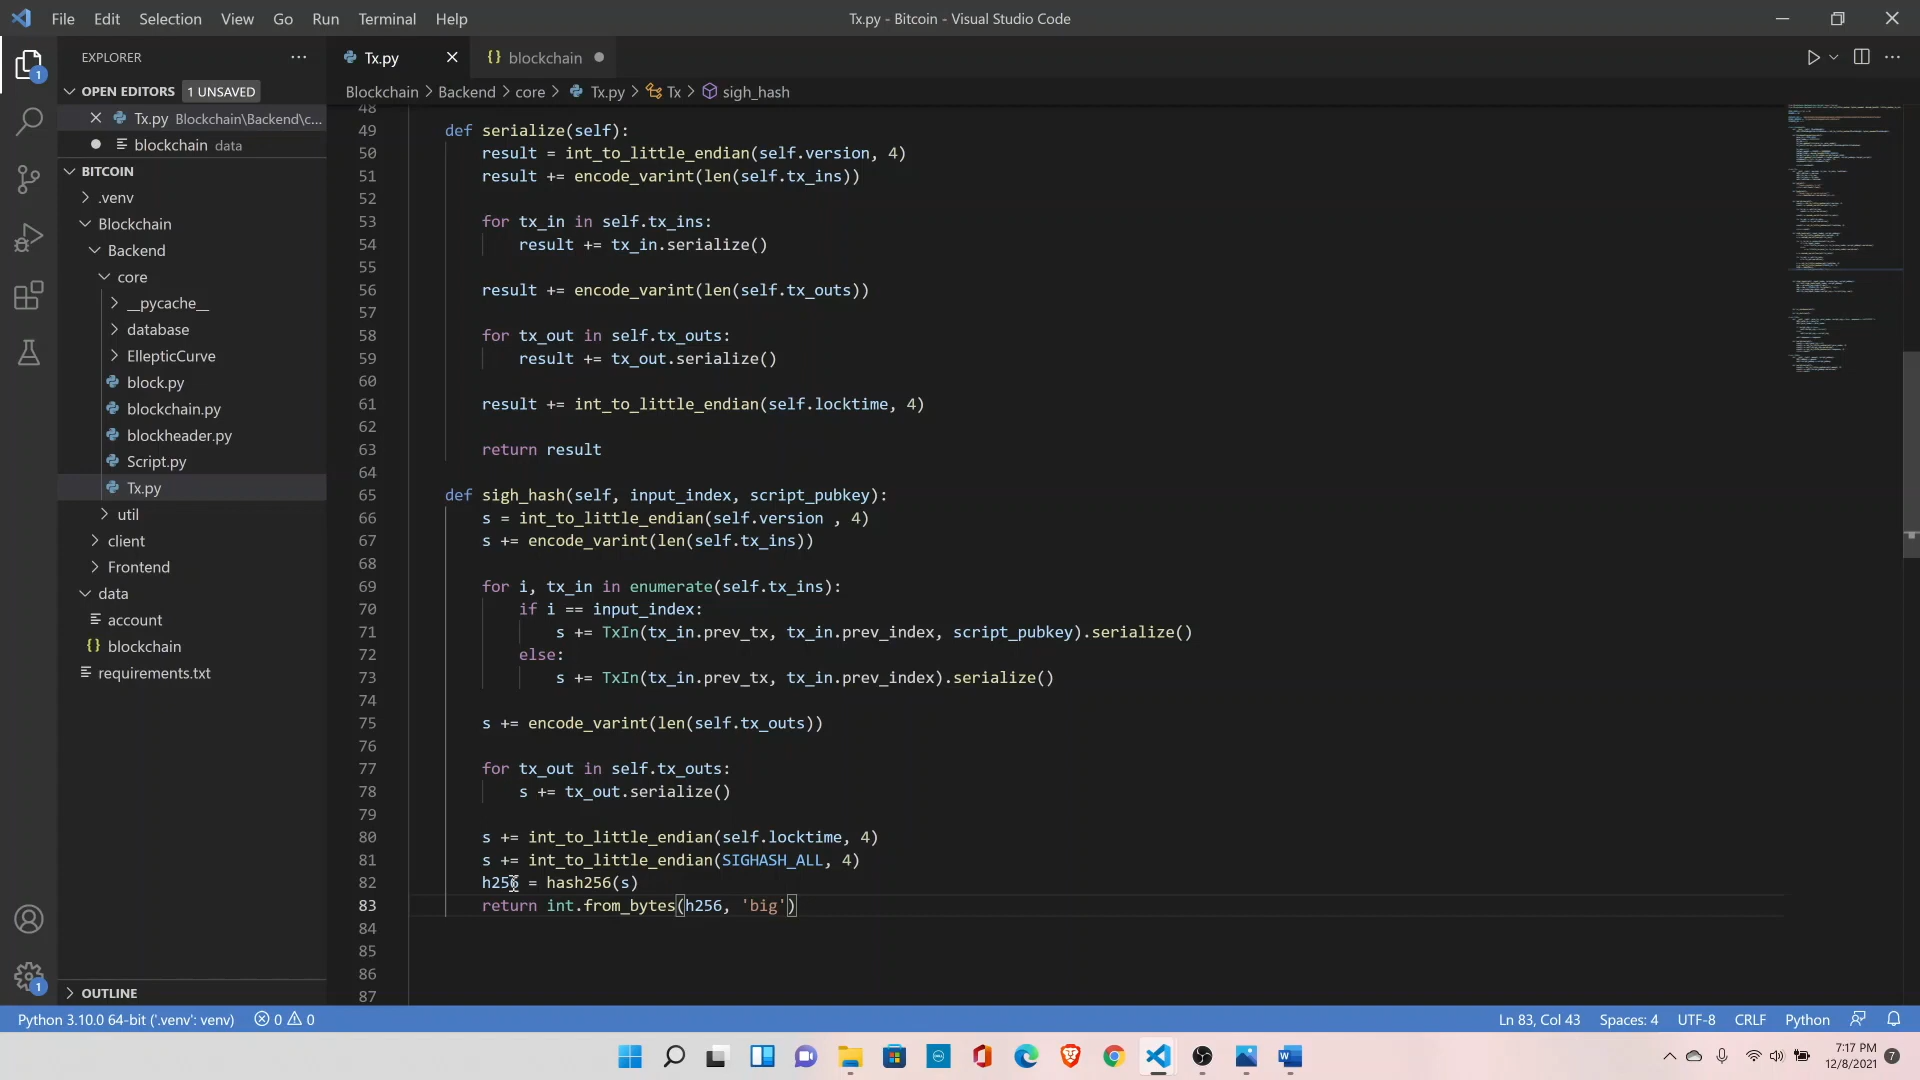 File Edit Selection View Go Run Terminal Help
Tx.py - Bitcoin - Visual Studio Code
EXPLORER
Tx.py
{} blockchain
OPEN EDITORS 1 UNSAVED
Tx.py Blockchain\Backend\c...
blockchain data
BITCOIN
.venv
Blockchain
Backend
core
__pycache__
database
EllepticCurve
block.py
blockchain.py
blockheader.py
Script.py
Tx.py
util
client
Frontend
data
account
{} blockchain
requirements.txt
OUTLINE
1
1
Blockchain > Backend > core > Tx.py > Tx > sigh_hash
48
49 def serialize(self):
50 result = int_to_little_endian(self.version, 4)
51 result += encode_varint(len(self.tx_ins))
52
53 for tx_in in self.tx_ins:
54 result += tx_in.serialize()
55
56 result += encode_varint(len(self.tx_outs))
57
58 for tx_out in self.tx_outs:
59 result += tx_out.serialize()
60
61 result += int_to_little_endian(self.locktime, 4)
62
63 return result
64
65 def sigh_hash(self, input_index, script_pubkey):
66 s = int_to_little_endian(self.version , 4)
67 s += encode_varint(len(self.tx_ins))
68
69 for i, tx_in in enumerate(self.tx_ins):
70 if i == input_index:
71 s += TxIn(tx_in.prev_tx, tx_in.prev_index, script_pubkey).serialize()
72 else:
73 s += TxIn(tx_in.prev_tx, tx_in.prev_index).serialize()
74
75 s += encode_varint(len(self.tx_outs))
76
77 for tx_out in self.tx_outs:
78 s += tx_out.serialize()
79
80 s += int_to_little_endian(self.locktime, 4)
81 s += int_to_little_endian(SIGHASH_ALL, 4)
82 h256 = hash256(s)
83 return int.from_bytes(h256, 'big')
84
85
86
87
Python 3.10.0 64-bit ('.venv': venv) 0 0
Ln 83, Col 43 Spaces: 4 UTF-8 CRLF Python
7:17 PM
12/8/2021
7